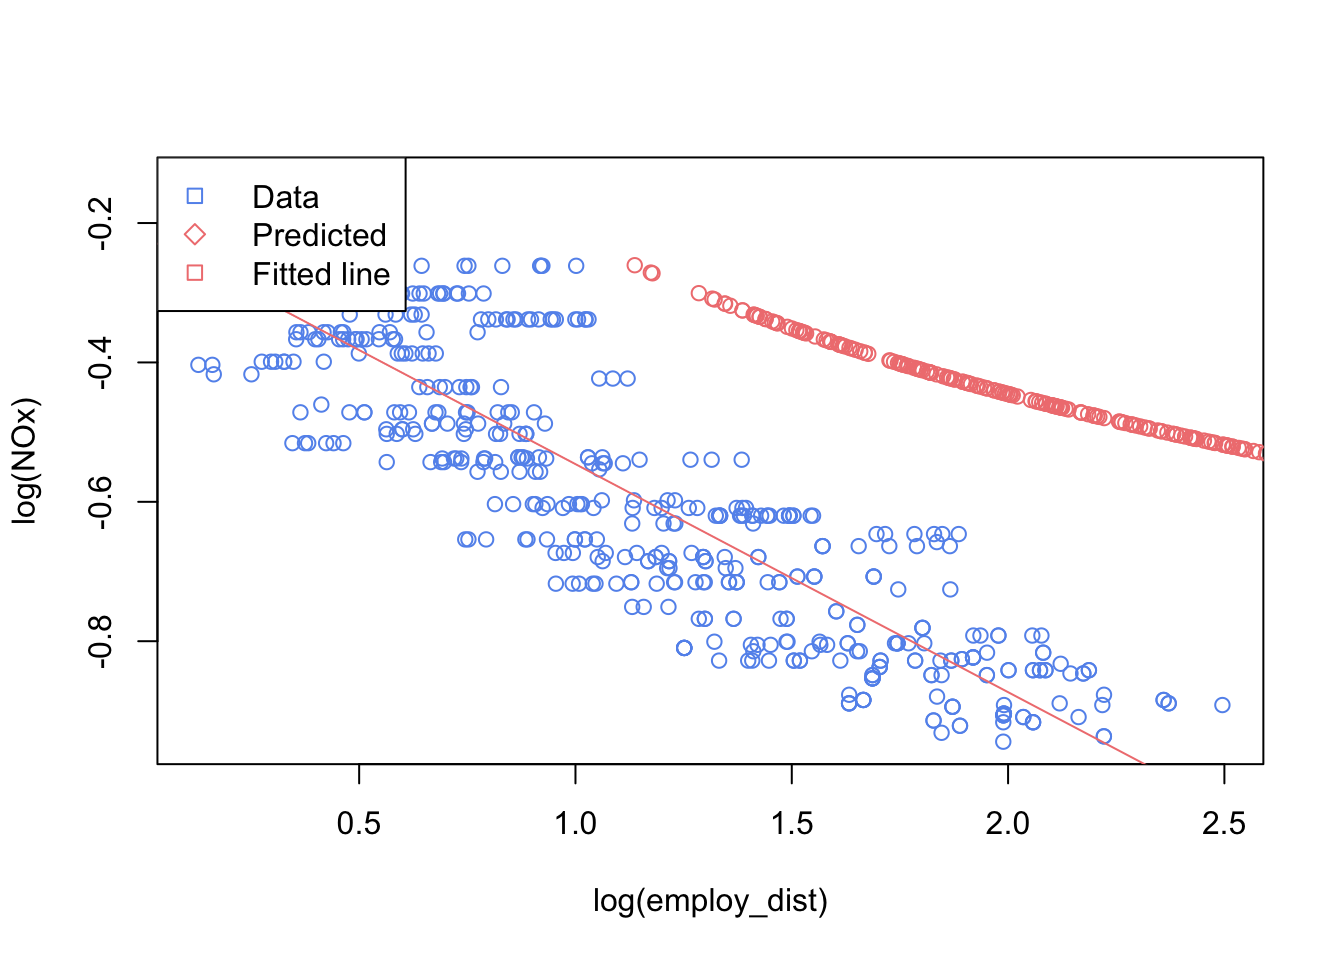 Data
Predicted
Fitted line
log(NOx)
-0.2
-0.4
-0.6
-0.8
0.5 1.0 1.5 2.0 2.5
log(employ_dist)